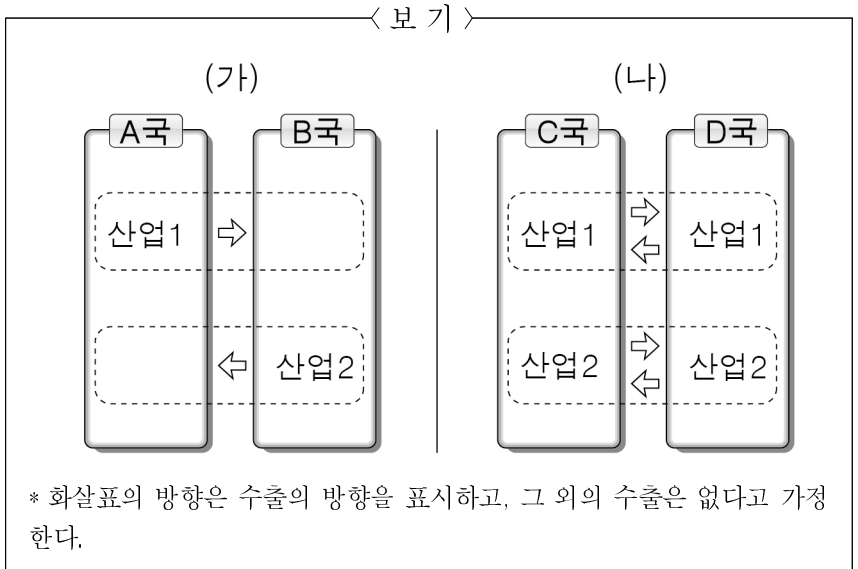 〈보 기〉
(가) (나)
A국 B국 C국 D국
산업1 산업1 산업1
산업2 산업2 산업2
* 화살표의 방향은 수출의 방향을 표시하고, 그 외의 수출은 없다고 가정
한다.